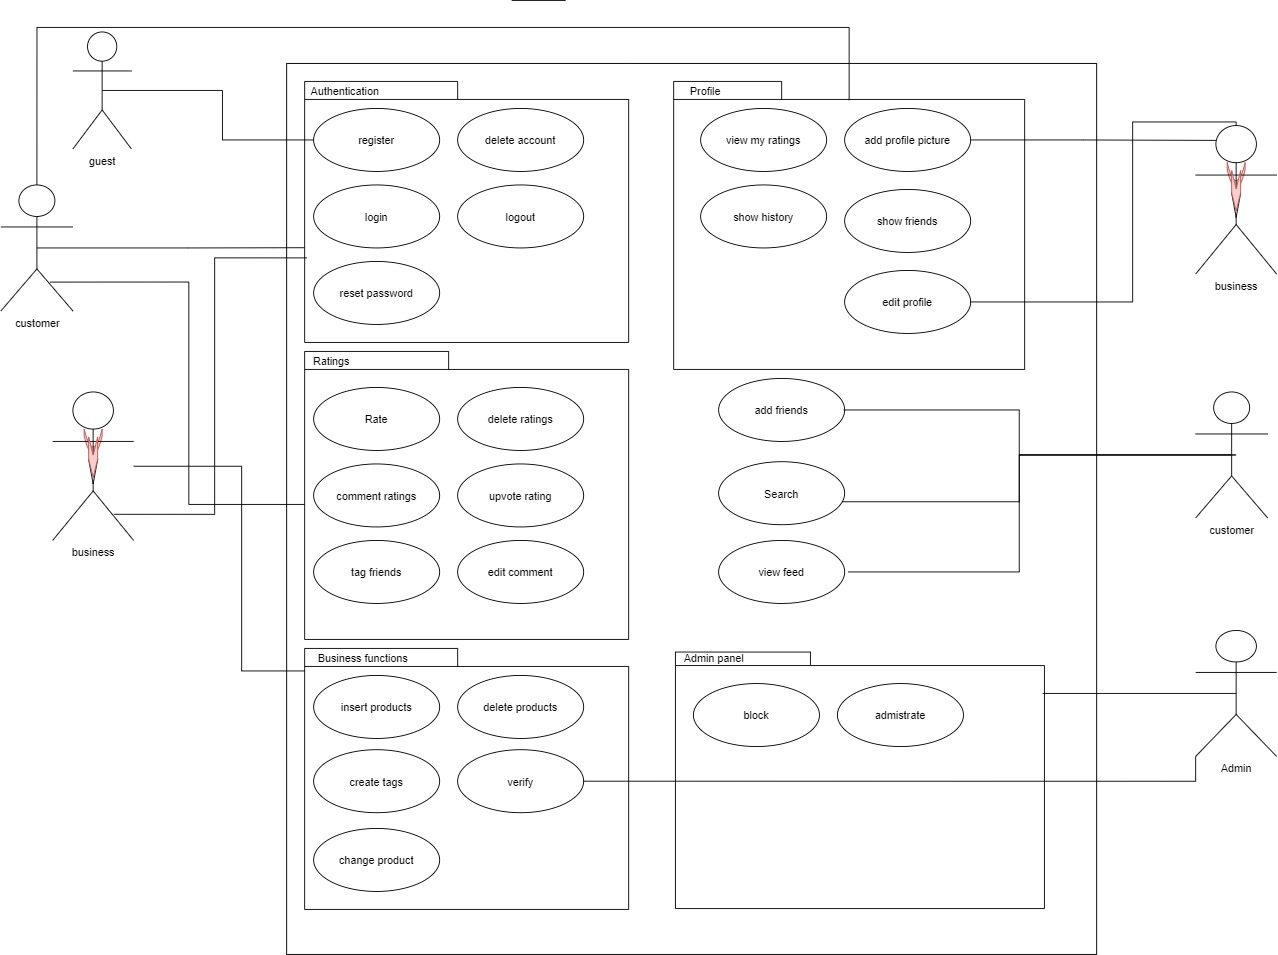 guest
customer
business
Authentication
register
delete account
login
logout
reset password
Ratings
Rate
delete ratings
comment ratings
upvote rating
tag friends
edit comment
Business functions
insert products
delete products
create tags
verify
change product
Profile
view my ratings
add profile picture
show history
show friends
edit profile
add friends
Search
view feed
Admin panel
block
admistrate
business
customer
Admin